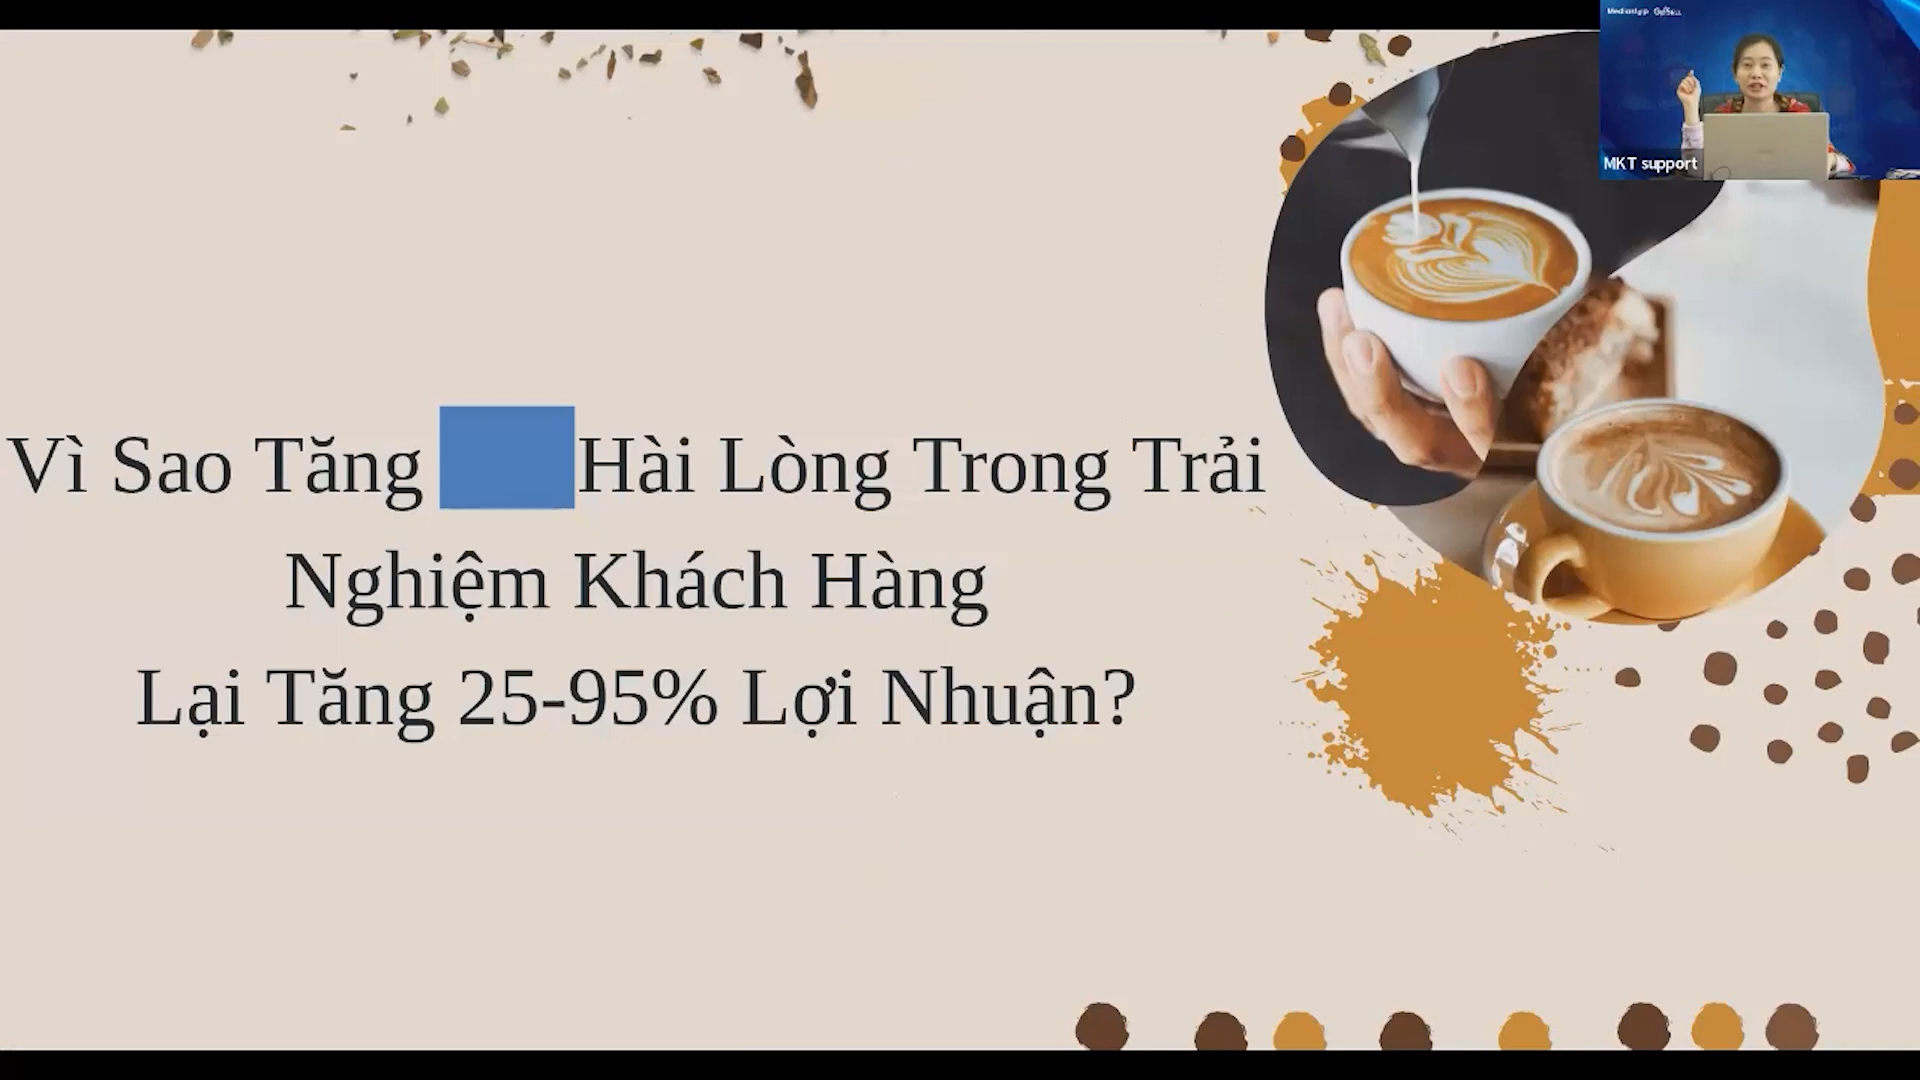 Vì Sao Tăng Hài Lòng Trong Trải
Nghiệm Khách Hàng
Lại Tăng 25-95% Lợi Nhuận?
MKT support